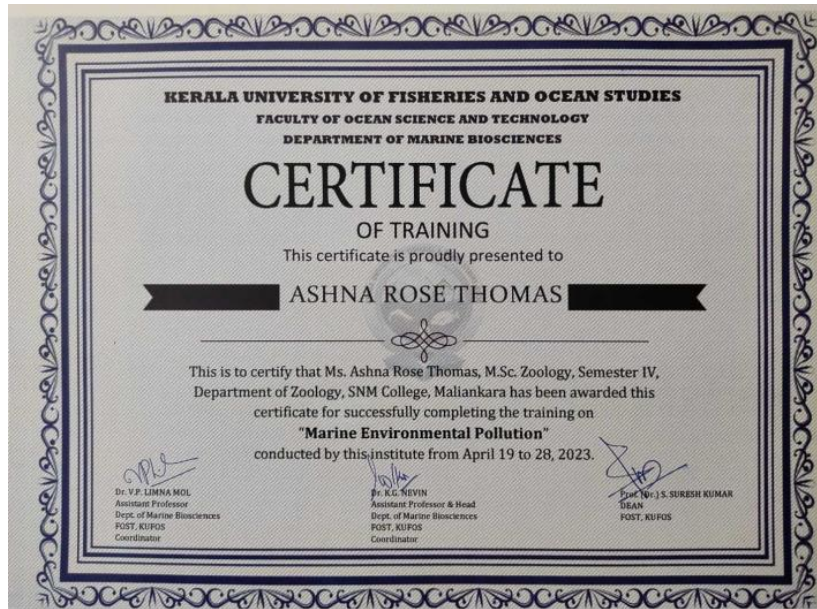 KERALA UNIVERSITY OF FISHERIES AND OCEAN STUDIES
FACULTY OF OCEAN SCIENCE AND TECHNOLOGY
DEPARTMENT OF MARINE BIOSCIENCES
CERTIFICATE
OF TRAINING
This certificate is proudly presented to
ASHNA ROSE THOMAS
This is to certify that Ms. Ashna Rose Thomas, M.Sc. Zoology, Semester IV,
Department of Zoology, SNM College, Maliankara has been awarded this
certificate for successfully completing the training on
"Marine Environmental Pollution"
conducted by this institute from April 19 to 28, 2023.
Dr. V.P. LIMNA MOL
Assistant Professor
Dept. of Marine Biosciences
FOST, KUFOS
Coordinator
Dr. K.G. NEVIN
Assistant Professor & Head
Dept. of Marine Biosciences
FOST, KUFOS
Coordinator
Prof. (Dr.) S. SURESH KUMAR
DEAN
FOST, KUFOS